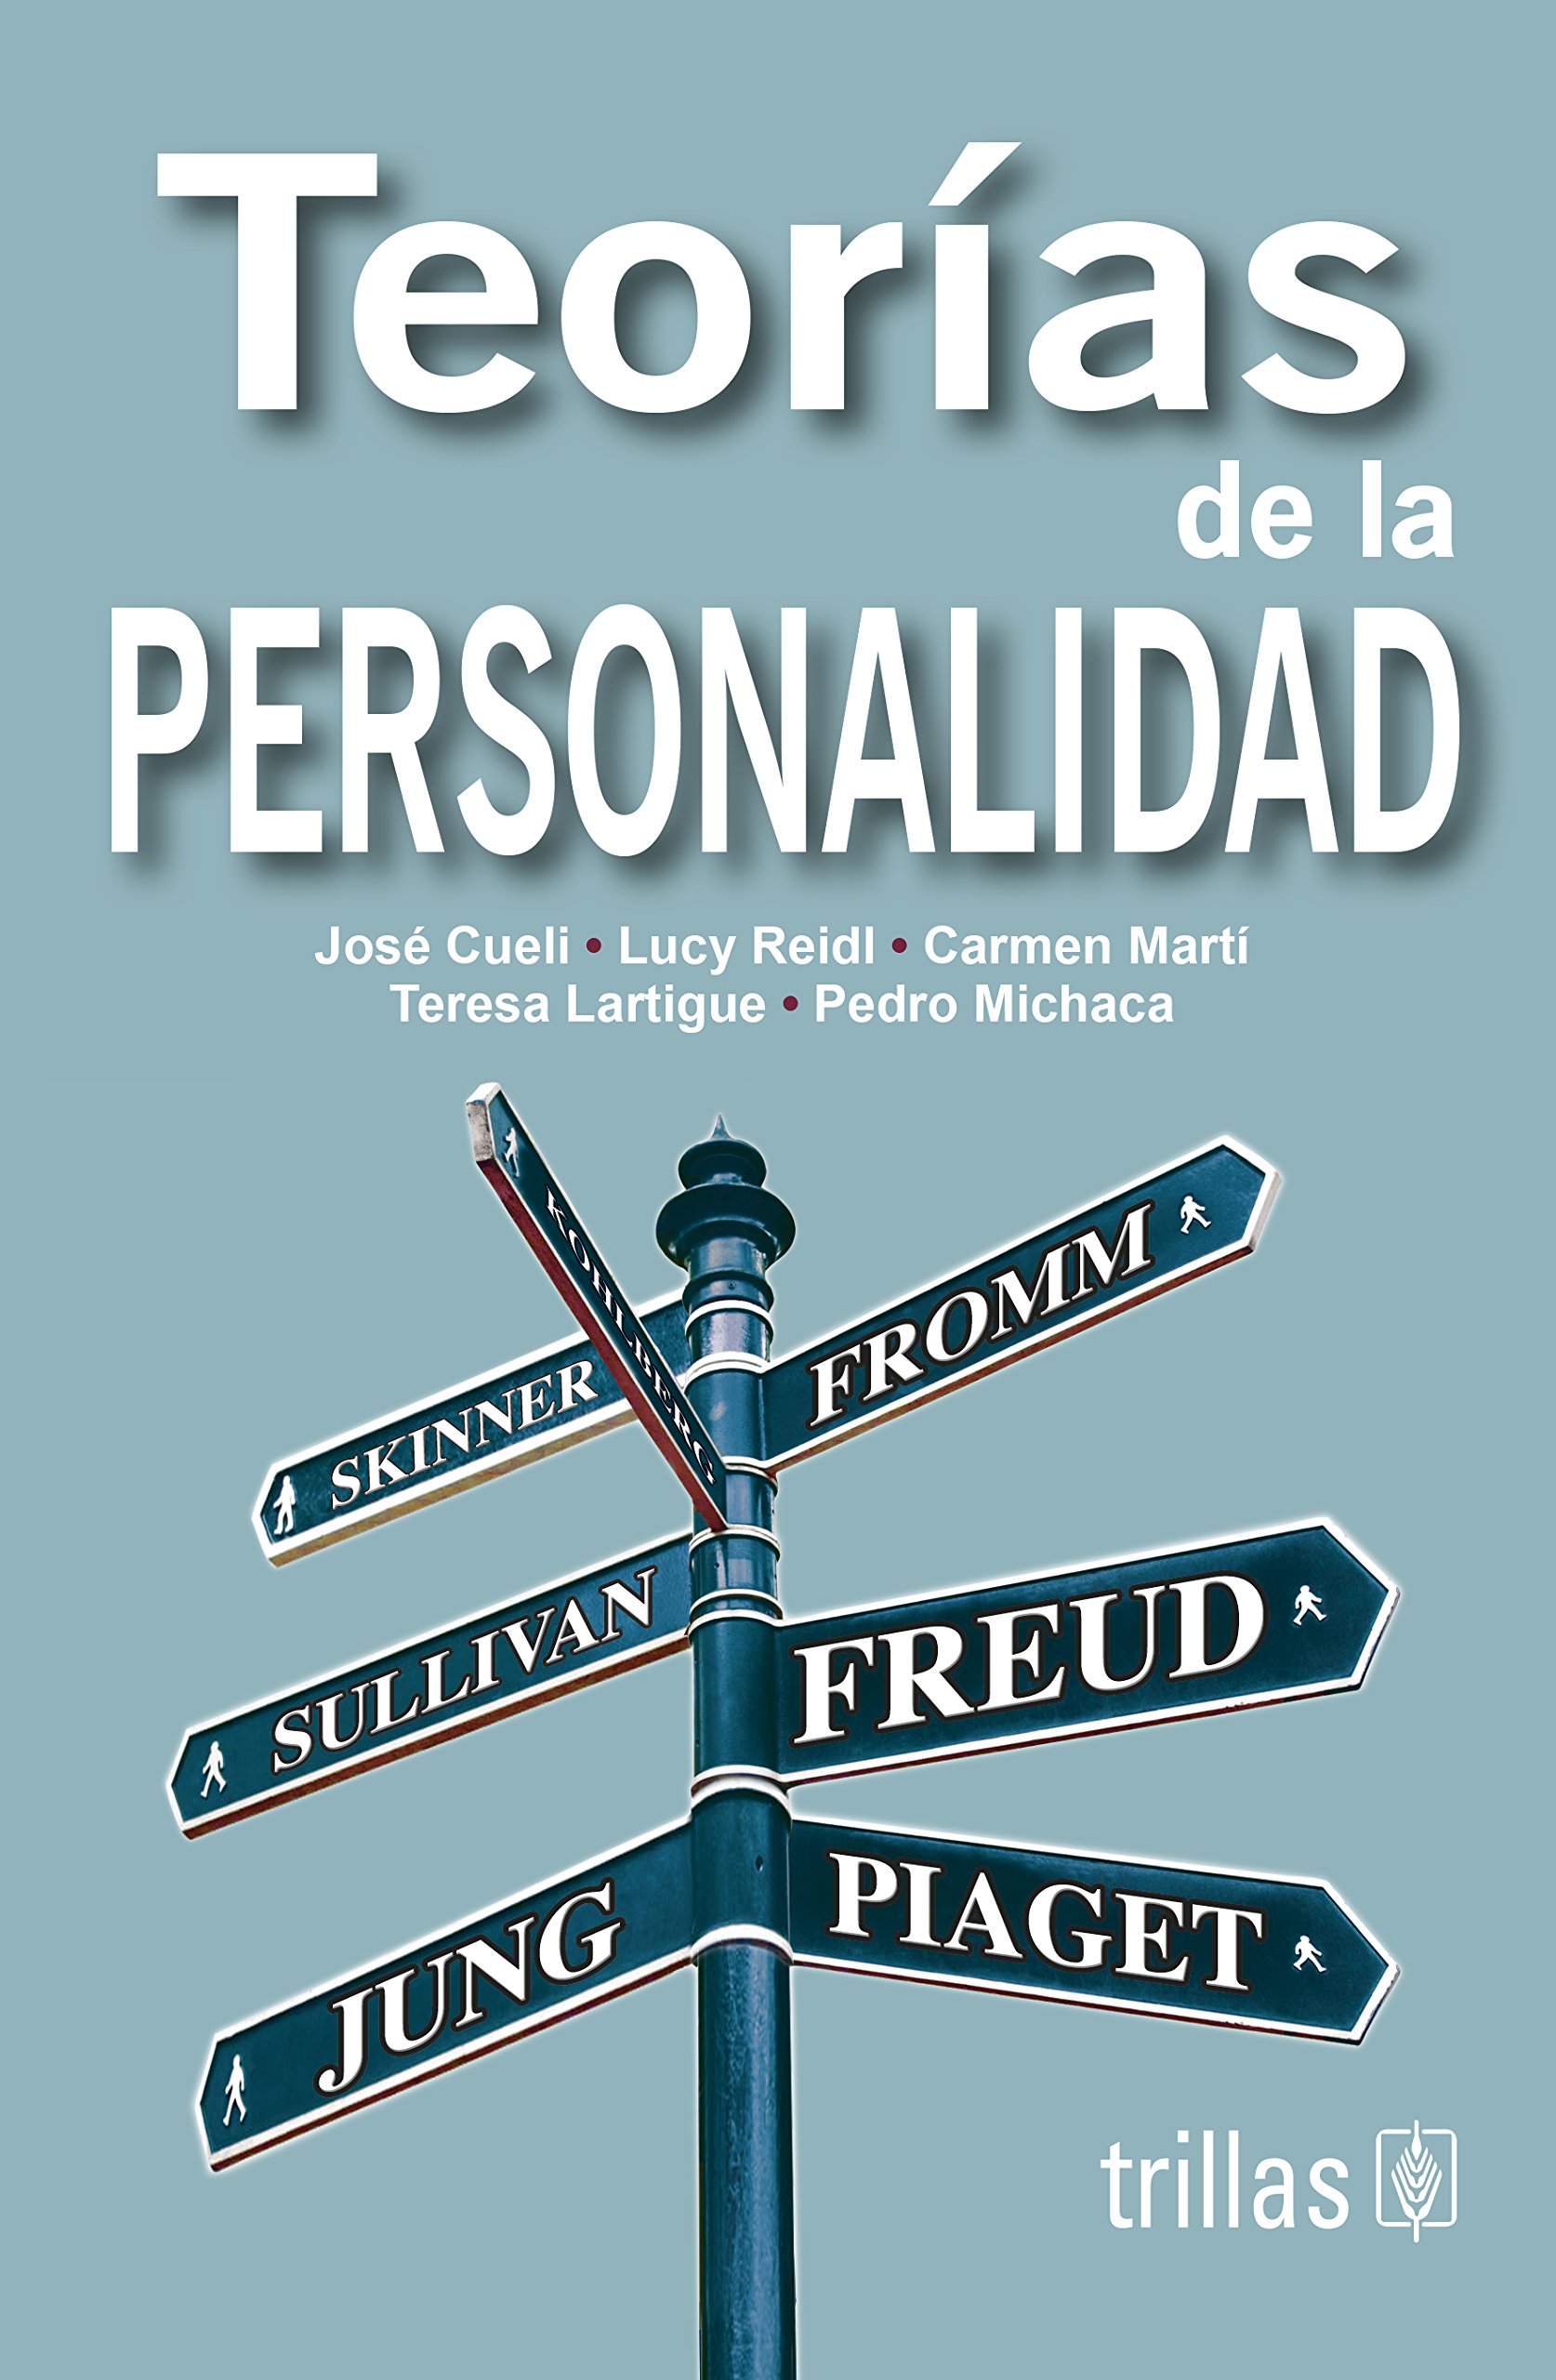 Teorías
de la
PERSONALIDAD
José Cueli • Lucy Reidl • Carmen Martí
Teresa Lartigue • Pedro Michaca
KOHLBERG
FROMM
SKINNER
FREUD
SULLIVAN
PIAGET
JUNG
trillas